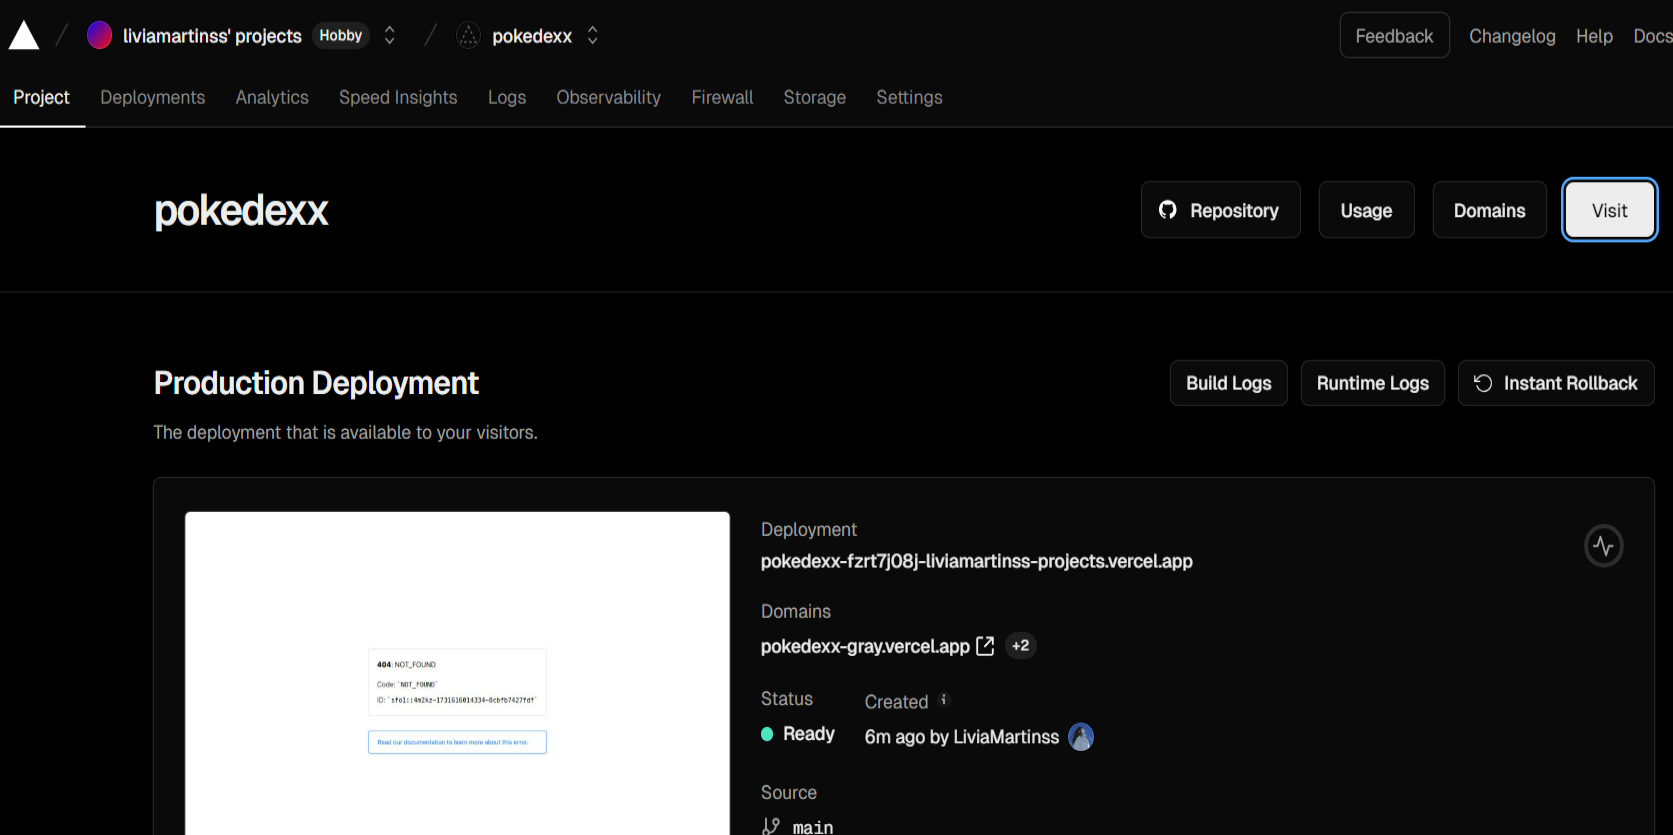 liviamartinss' projects Hobby pokedexx Feedback Changelog Help Docs
Project Deployments Analytics Speed Insights Logs Observability Firewall Storage Settings
pokedexx Repository Usage Domains Visit
Production Deployment Build Logs Runtime Logs Instant Rollback
The deployment that is available to your visitors.
404: NOT_FOUND
Code: `NOT_FOUND`
ID: `sfo1::4m2kz-1731616014334-8cbfb7427fdf`
Read our documentation to learn more about this error.
Deployment
pokedexx-fzrt7j08j-liviamartinss-projects.vercel.app
Domains
pokedexx-gray.vercel.app +2
Status Created
Ready 6m ago by LiviaMartinss
Source
main